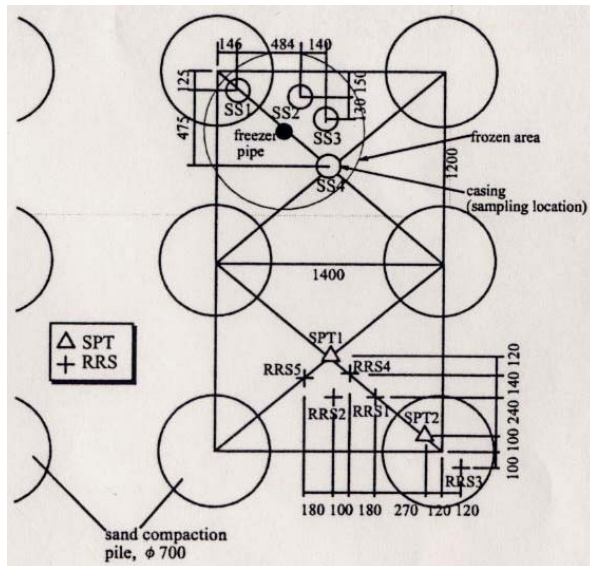 146 484 140
125
475
150
130
SS1
SS2
SS3
freezer
pipe
SS4
frozen area
1200
casing
(sampling location)
1400
SPT
RRS
SPT1
RRS5
RRS4
RRS2
RRS1
SPT2
RRS3
120
140
240
100
100
180 100 180 270 120 120
sand compaction
pile, φ 700